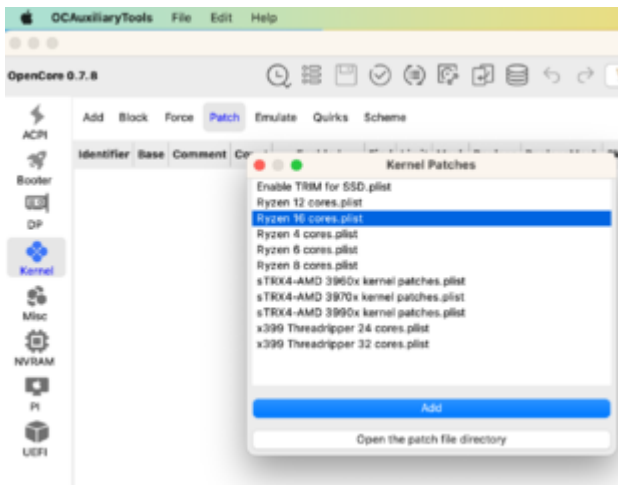 OCAuxiliaryTools File Edit Help
OpenCore 0.7.8
ACPI
Booter
DP
Kernel
Misc
NVRAM
PI
UEFI
Add Block Force Patch Emulate Quirks Scheme
Identifier Base Comment
Kernel Patches
Enable TRIM for SSD.plist
Ryzen 12 cores.plist
Ryzen 16 cores.plist
Ryzen 4 cores.plist
Ryzen 6 cores.plist
Ryzen 8 cores.plist
sTRX4-AMD 3960x kernel patches.plist
sTRX4-AMD 3970x kernel patches.plist
sTRX4-AMD 3990x kernel patches.plist
x399 Threadripper 24 cores.plist
x399 Threadripper 32 cores.plist
Add
Open the patch file directory